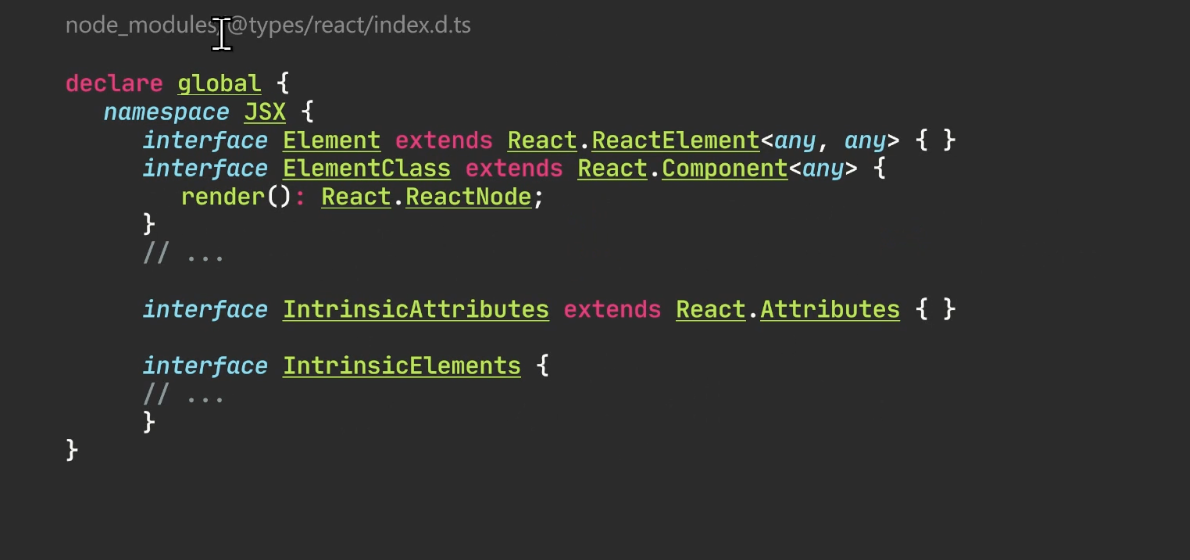 node_modules/@types/react/index.d.ts
declare global {
namespace JSX {
interface Element extends React.ReactElement<any, any> { }
interface ElementClass extends React.Component<any> {
render(): React.ReactNode;
}
// ...
interface IntrinsicAttributes extends React.Attributes { }
interface IntrinsicElements {
// ...
}
}